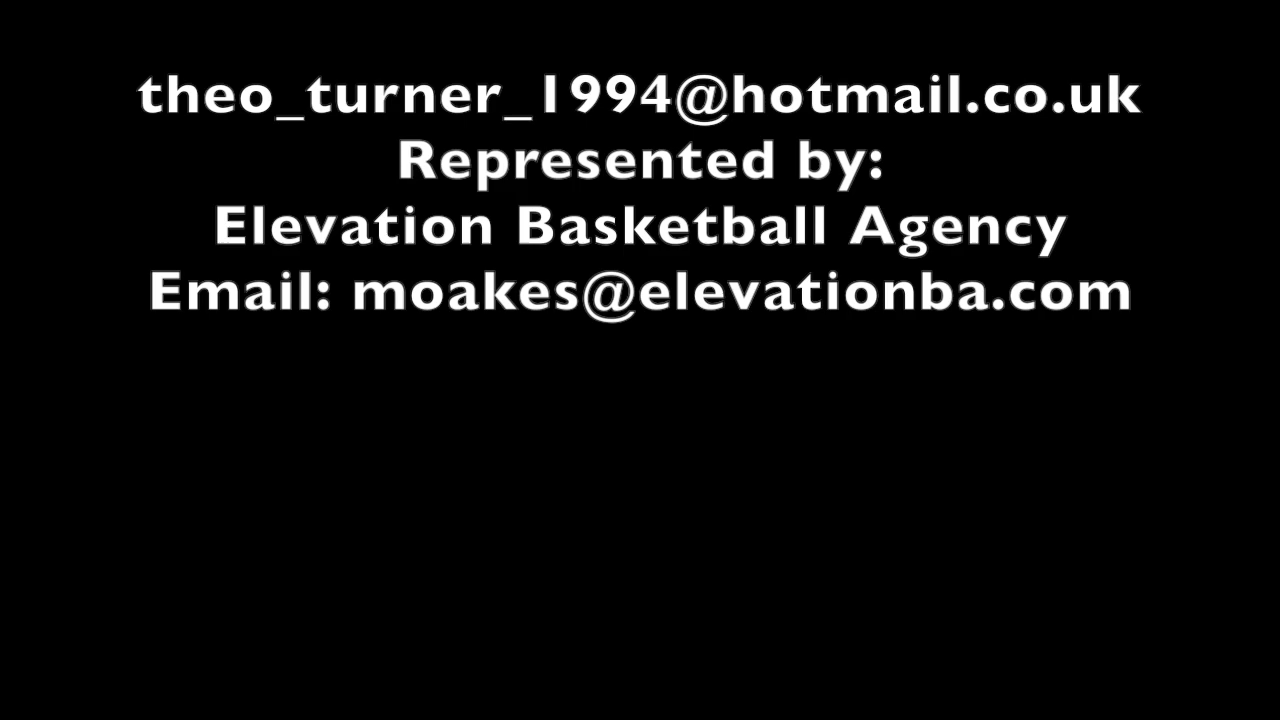 theo_turner_1994@hotmail.co.uk
Represented by:
Elevation Basketball Agency
Email: moakes@elevationba.com